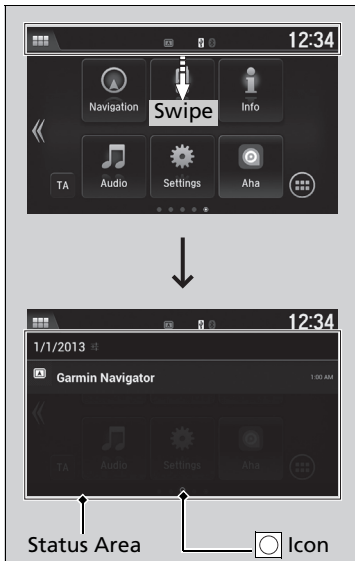 12:34
Navigation
Swipe
Info
TA
Audio
Settings
Aha
12:34
1/1/2013
Garmin Navigator
1:00 AM
TA
Audio
Settings
Aha
Status Area
Icon